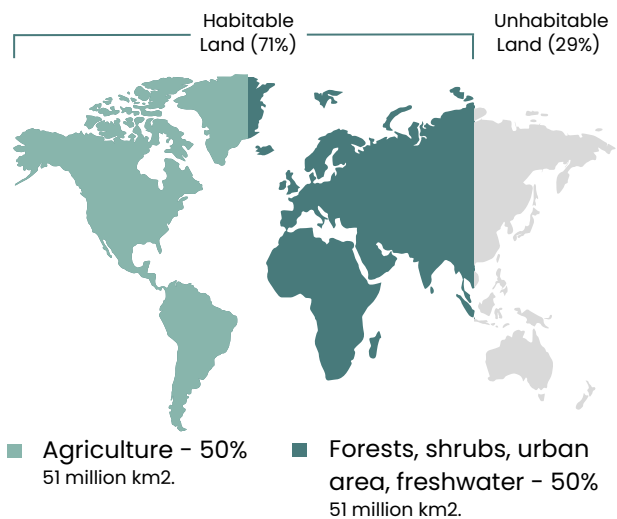 Habitable
Land (71%)
Unhabitable
Land (29%)
Agriculture - 50%
51 million km2.
Forests, shrubs, urban
area, freshwater - 50%
51 million km2.